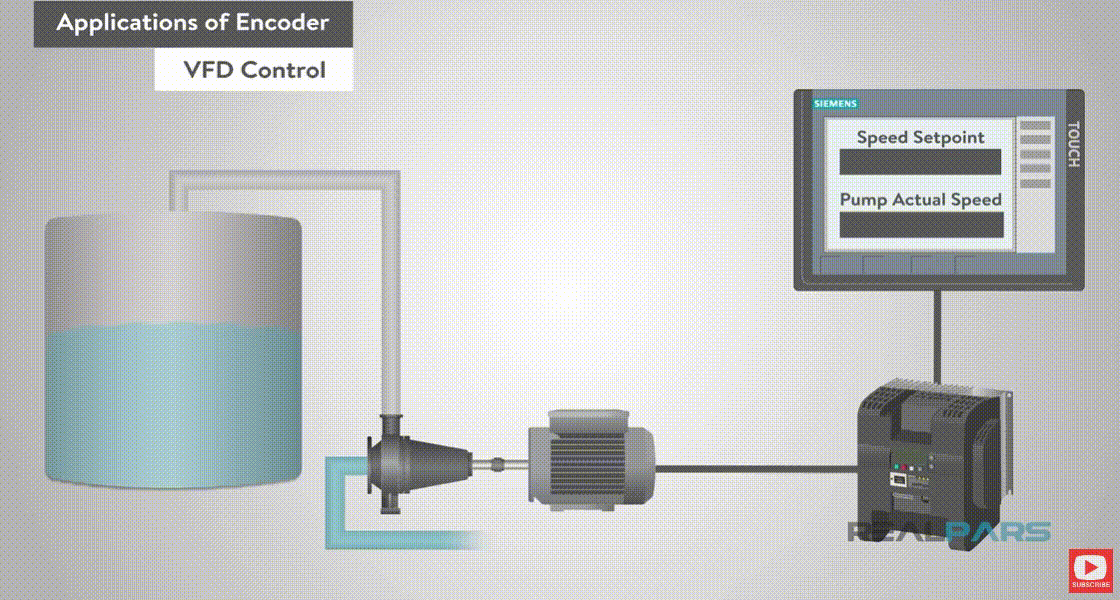 Applications of Encoder
VFD Control
SIEMENS
TOUCH
Speed Setpoint
Pump Actual Speed
REALPARS
SUBSCRIBE